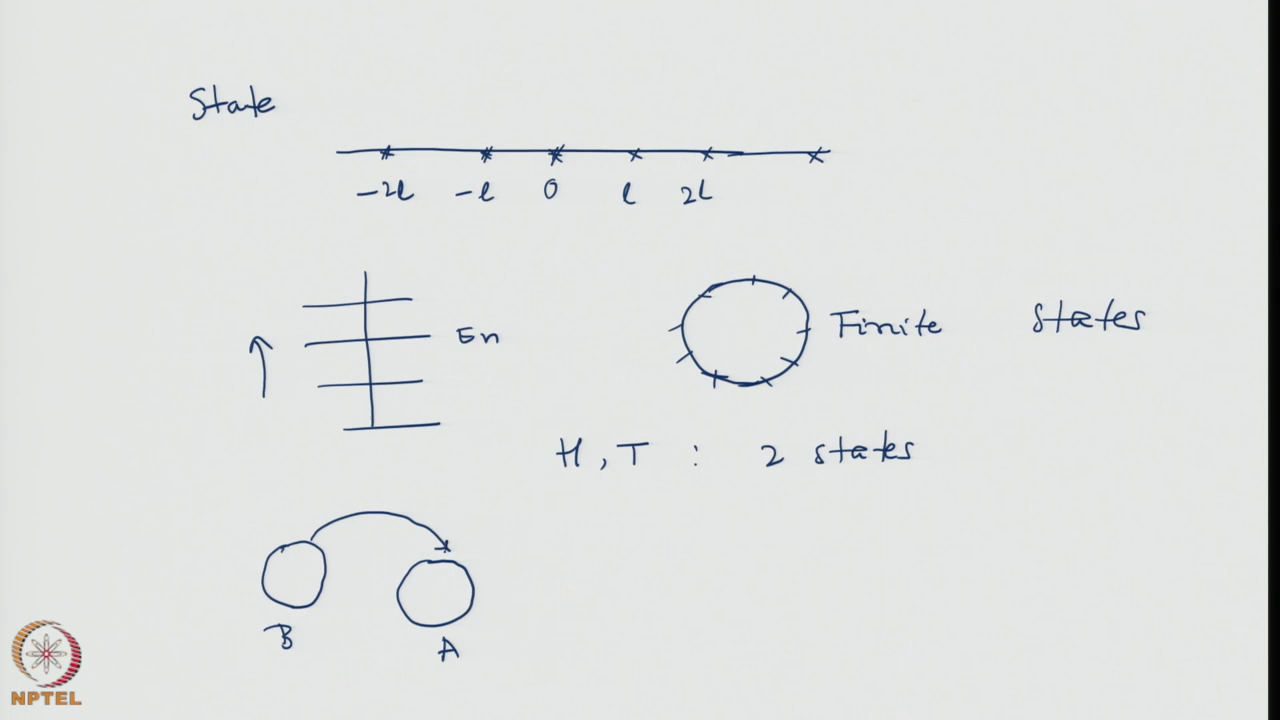 State
-2l -l 0 l 2l
En
Finite states
H, T : 2 states
B A
NPTEL